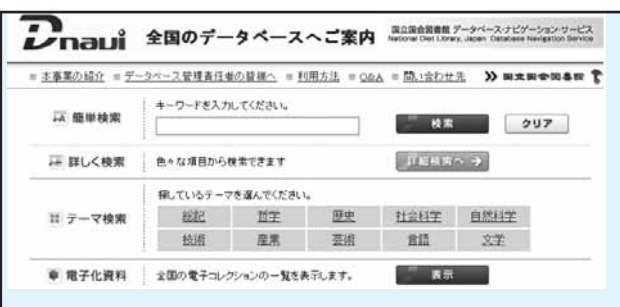 Dnaui 全国のデータベースへご案内
国立国会図書館 データベース・ナビゲーション・サービス
National Diet Library, Japan Database Navigation Service
本事業の紹介 データベース管理責任者の皆様へ 利用方法 Q&A 問い合わせ先 国立国会図書館
簡単検索 キーワードを入力してください。
検索 クリア
詳しく検索 色々な項目から検索できます 詳細検索へ
探しているテーマを選んでください。
テーマ検索
総記 哲学 歴史 社会科学 自然科学
技術 産業 芸術 言語 文学
電子化資料 全国の電子コレクションの一覧を表示します。 表示